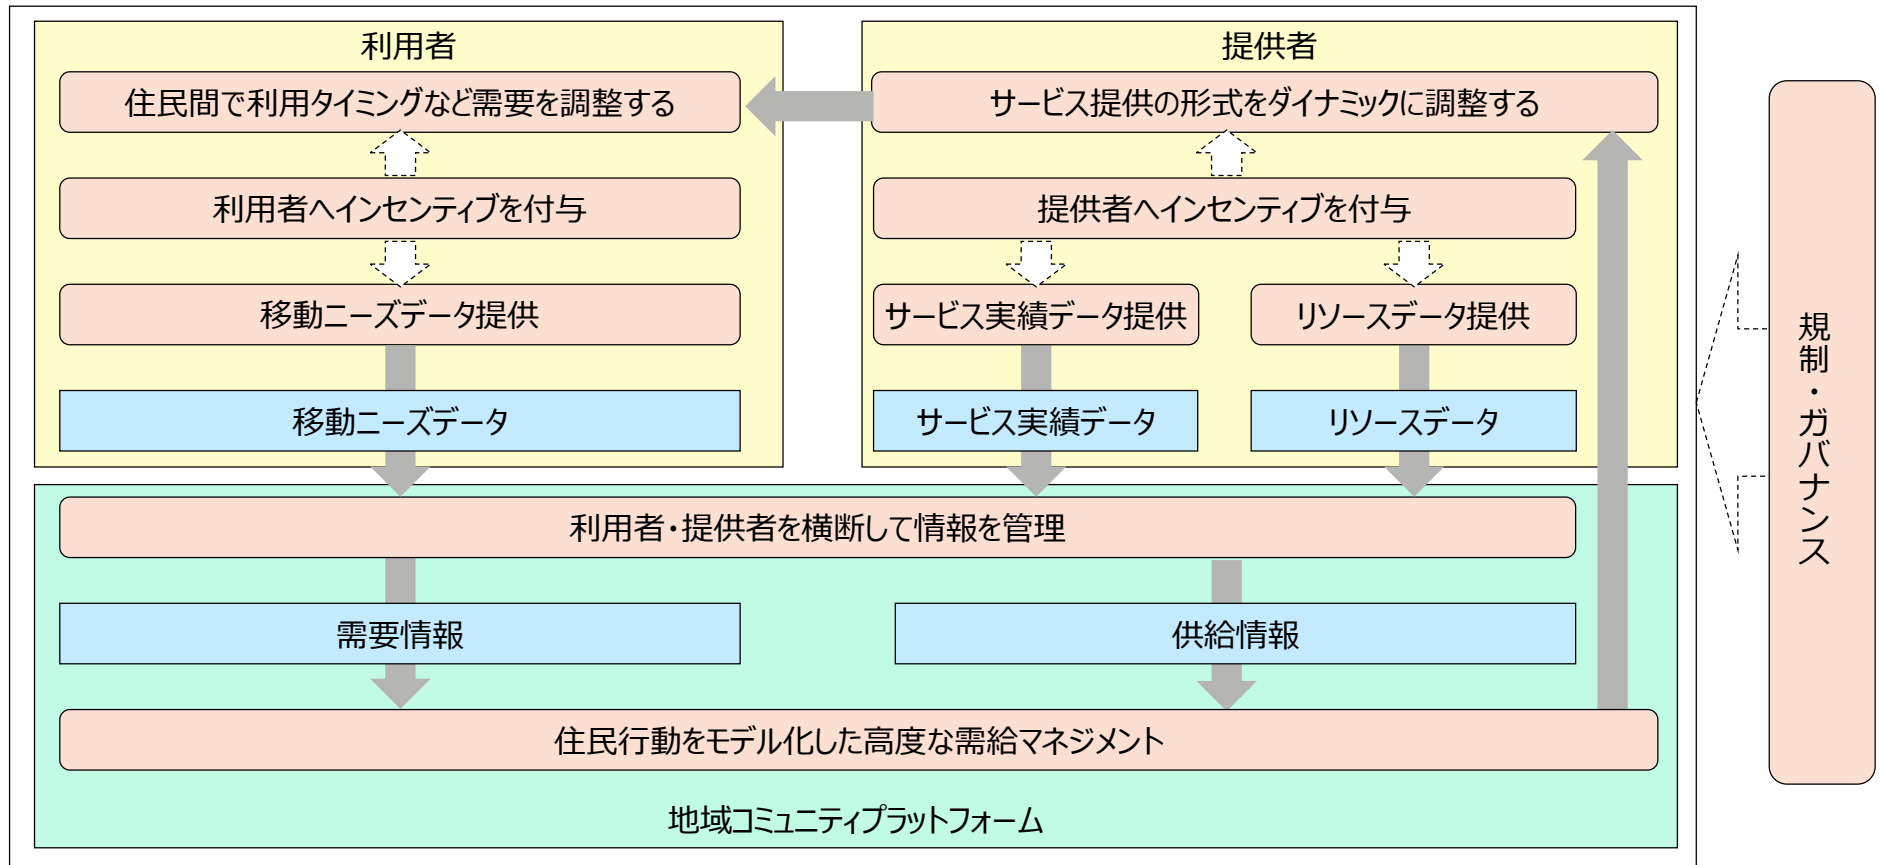 利用者
提供者
住民間で利用タイミングなど需要を調整する
サービス提供の形式をダイナミックに調整する
利用者へインセンティブを付与
提供者へインセンティブを付与
移動ニーズデータ提供
サービス実績データ提供
リソースデータ提供
移動ニーズデータ
サービス実績データ
リソースデータ
利用者・提供者を横断して情報を管理
需要情報
供給情報
住民行動をモデル化した高度な需給マネジメント
地域コミュニティプラットフォーム
規制・ガバナンス